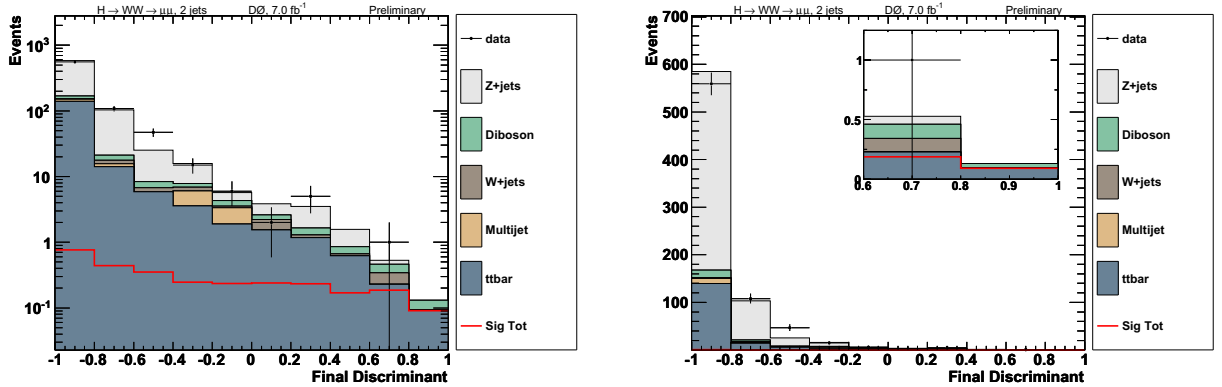 H → WW → μμ, 2 jets DØ, 7.0 fb⁻¹ Preliminary
Events
10³
10²
10
1
10⁻¹
-1 -0.8 -0.6 -0.4 -0.2 0 0.2 0.4 0.6 0.8 1
Final Discriminant
data
Z+jets
Diboson
W+jets
Multijet
ttbar
Sig Tot
H → WW → μμ, 2 jets DØ, 7.0 fb⁻¹ Preliminary
Events
700
600
500
400
300
200
100
-1 -0.8 -0.6 -0.4 -0.2 0 0.2 0.4 0.6 0.8 1
Final Discriminant
1
0.5
0
0.6 0.7 0.8 0.9 1
data
Z+jets
Diboson
W+jets
Multijet
ttbar
Sig Tot